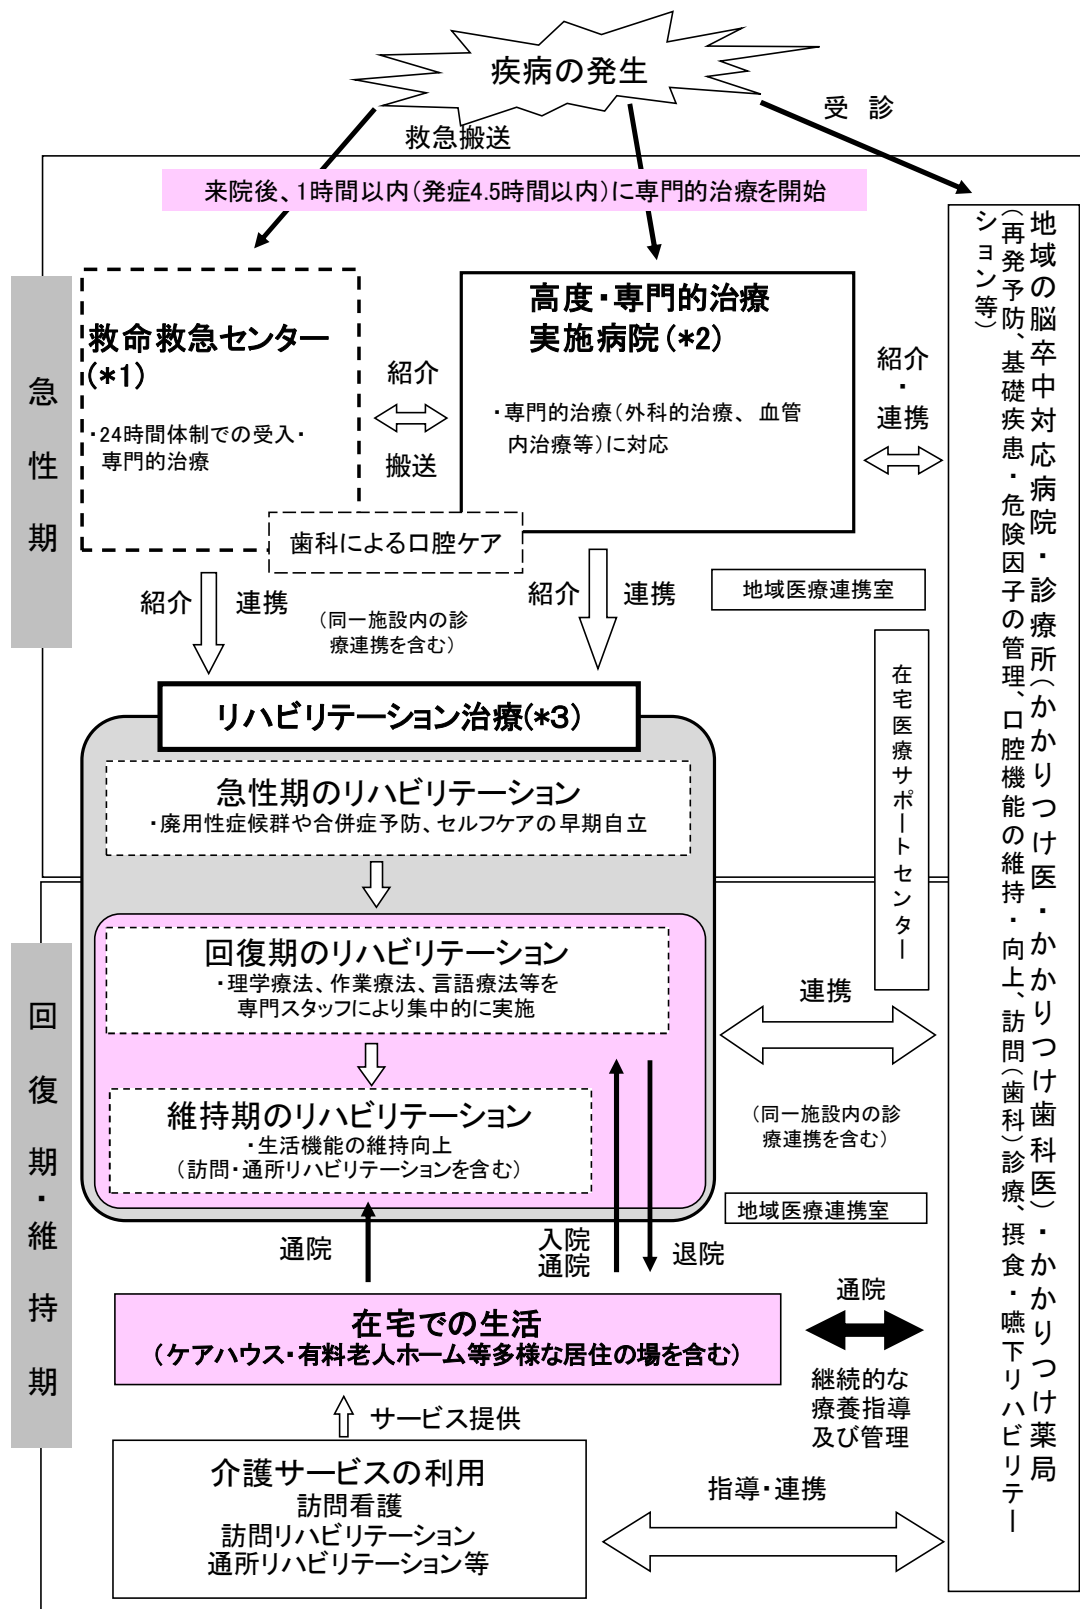 疾病の発生
救急搬送
受　診
来院後、1時間以内(発症4.5時間以内)に専門的治療を開始
急性期
救命救急センター
(*1)
・24時間体制での受入・
専門的治療
紹介
搬送
高度・専門的治療
実施病院(*2)
・専門的治療(外科的治療、血管
内治療等)に対応
紹介
・
連携
歯科による口腔ケア
紹介
連携
(同一施設内の診
療連携を含む)
紹介
連携
地域医療連携室
地域の脳卒中対応病院・診療所(かかりつけ医・かかりつけ歯科医)・かかりつけ薬局
(再発予防、基礎疾患・危険因子の管理、口腔機能の維持・向上、訪問(歯科)診療、摂食・嚥下リハビリテー
ション等)
在宅医療サポートセンター
リハビリテーション治療(*3)
急性期のリハビリテーション
・廃用性症候群や合併症予防、セルフケアの早期自立
回復期・維持期
回復期のリハビリテーション
・理学療法、作業療法、言語療法等を
専門スタッフにより集中的に実施
連携
維持期のリハビリテーション
・生活機能の維持向上
(訪問・通所リハビリテーションを含む)
(同一施設内の診
療連携を含む)
地域医療連携室
通院
入院
通院
退院
在宅での生活
(ケアハウス・有料老人ホーム等多様な居住の場を含む)
通院
継続的な
療養指導
及び管理
サービス提供
介護サービスの利用
訪問看護
訪問リハビリテーション
通所リハビリテーション等
指導・連携